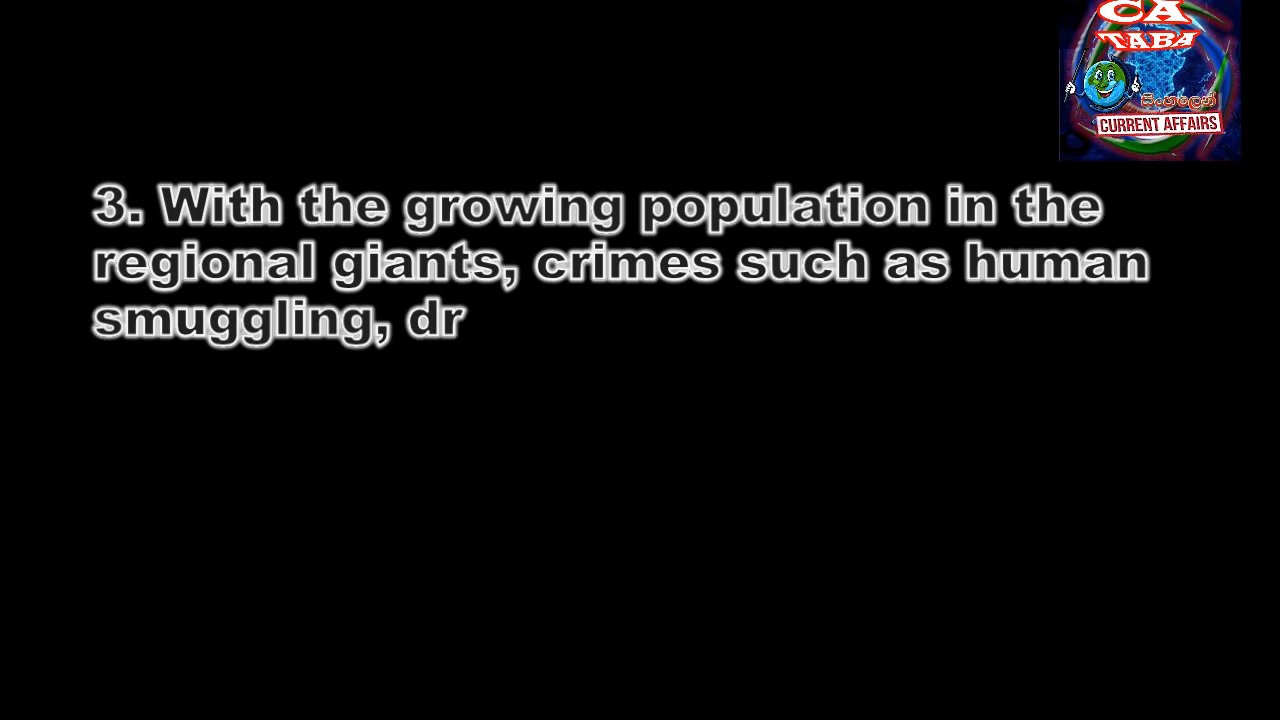 CA
TABA
සිංහලෙන්
CURRENT AFFAIRS
3. With the growing population in the
regional giants, crimes such as human
smuggling, dr